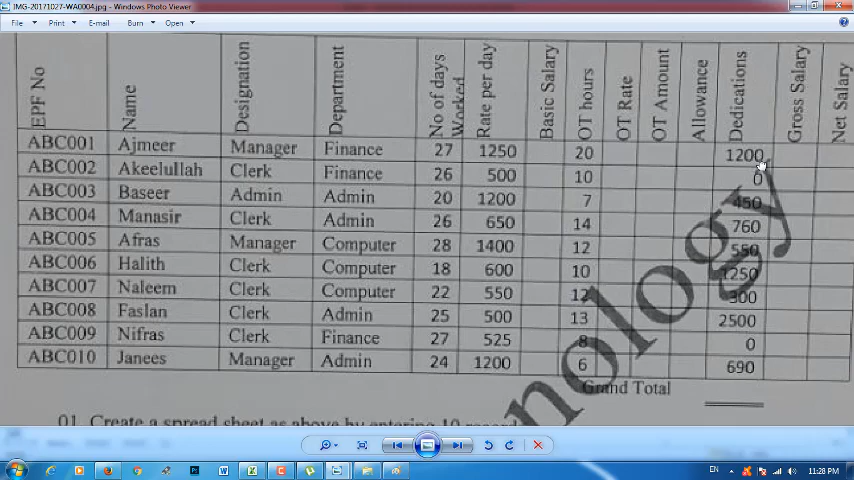 IMG-20171027-WA0004.jpg - Windows Photo Viewer
File Print E-mail Burn Open
EPF No Name Designation Department No of days Worked Rate per day Basic Salary OT hours OT Rate OT Amount Allowance Dedications Gross Salary Net Salary
ABC001 Ajmeer Manager Finance 27 1250 20 1200
ABC002 Akeelullah Clerk Finance 26 500 10 0
ABC003 Baseer Admin Admin 20 1200 7 450
ABC004 Manasir Clerk Admin 26 650 14 760
ABC005 Afras Manager Computer 28 1400 12 550
ABC006 Halith Clerk Computer 18 600 10 1250
ABC007 Naleem Clerk Computer 22 550 12 300
ABC008 Faslan Clerk Admin 25 500 13 2500
ABC009 Nifras Clerk Finance 27 525 8 0
ABC010 Janees Manager Admin 24 1200 6 690
Grand Total
nology
01. Create a spread sheet as above by entering 10 record
EN 11:28 PM